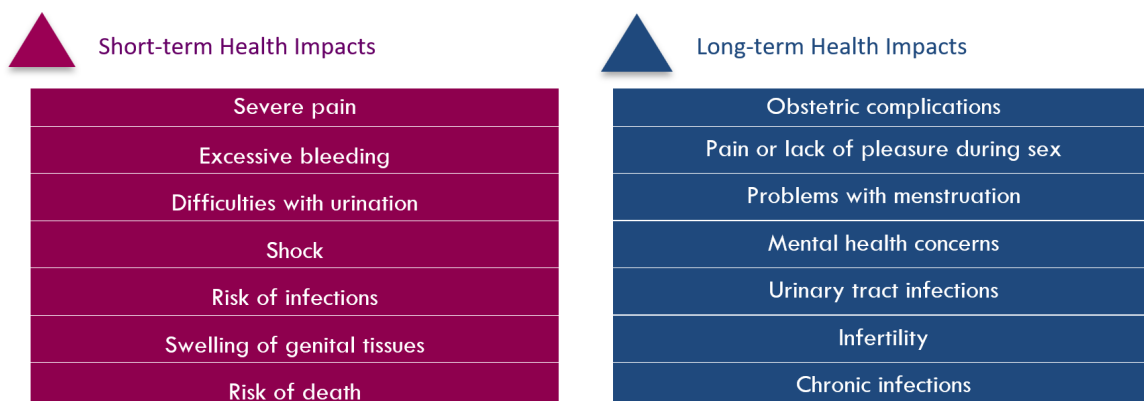 Short-term Health Impacts
Severe pain
Excessive bleeding
Difficulties with urination
Shock
Risk of infections
Swelling of genital tissues
Risk of death
Long-term Health Impacts
Obstetric complications
Pain or lack of pleasure during sex
Problems with menstruation
Mental health concerns
Urinary tract infections
Infertility
Chronic infections